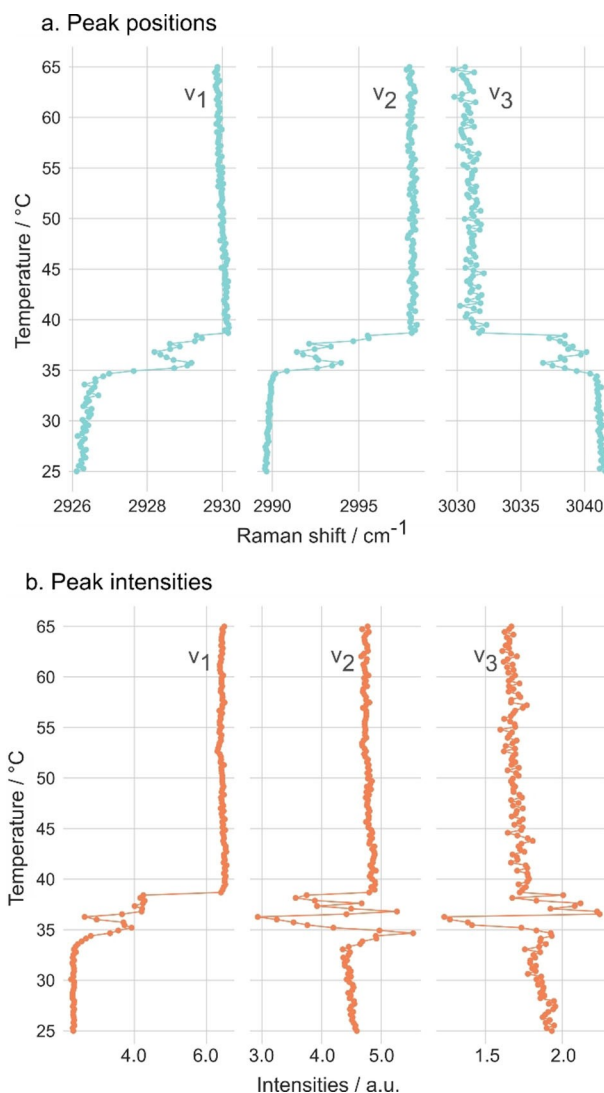 a. Peak positions
65
60
55
50
45
40
35
30
25
Temperature / °C
v1
v2
v3
2926 2928 2930 2990 2995 3030 3035 3040
Raman shift / cm-1
b. Peak intensities
65
60
55
50
45
40
35
30
25
Temperature / °C
v1
v2
v3
4.0 6.0 3.0 4.0 5.0 1.5 2.0
Intensities / a.u.